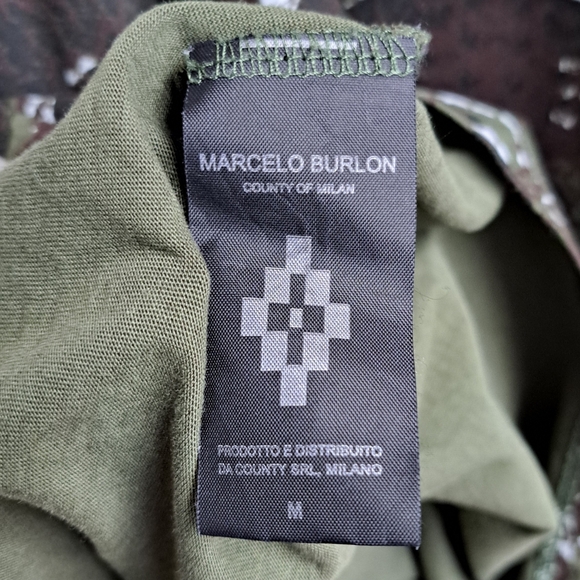 MARCELO BURLON
COUNTY OF MILAN
PRODOTTO E DISTRIBUITO
DA COUNTY SRL, MILANO
M